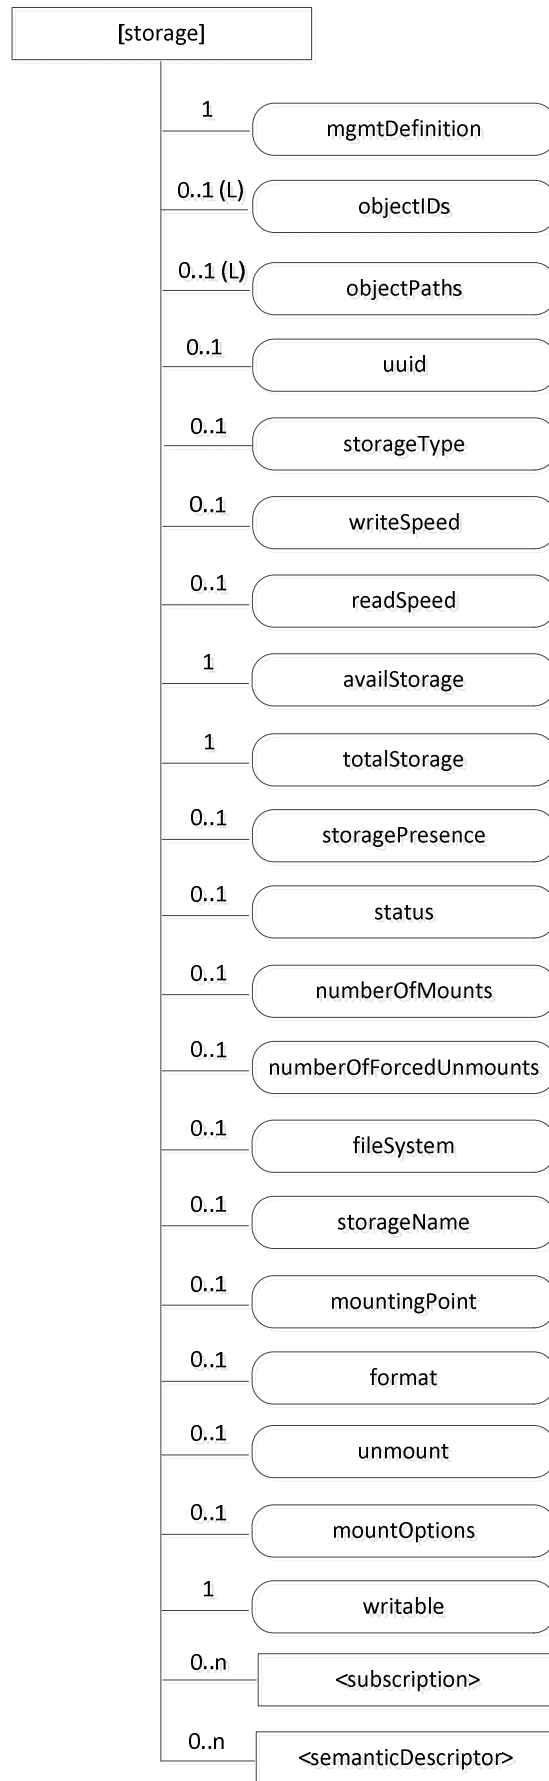 [storage]
1
mgmtDefinition
0..1 (L)
objectIDs
0..1 (L)
objectPaths
0..1
uuid
0..1
storageType
0..1
writeSpeed
0..1
readSpeed
1
availStorage
1
totalStorage
0..1
storagePresence
0..1
status
0..1
numberOfMounts
0..1
numberOfForcedUnmounts
0..1
fileSystem
0..1
storageName
0..1
mountingPoint
0..1
format
0..1
unmount
0..1
mountOptions
1
writable
0..n
<subscription>
0..n
<semanticDescriptor>